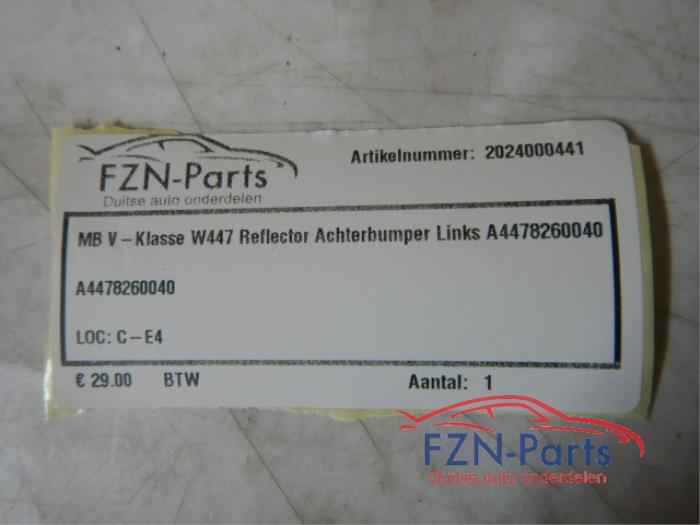 FZN-Parts
Duitse auto onderdelen
Artikelnummer: 2024000441
MB V – Klasse W447 Reflector Achterbumper Links A4478260040
A4478260040
LOC: C – E4
€ 29.00 BTW Aantal: 1
FZN-Parts
Duitse auto onderdelen